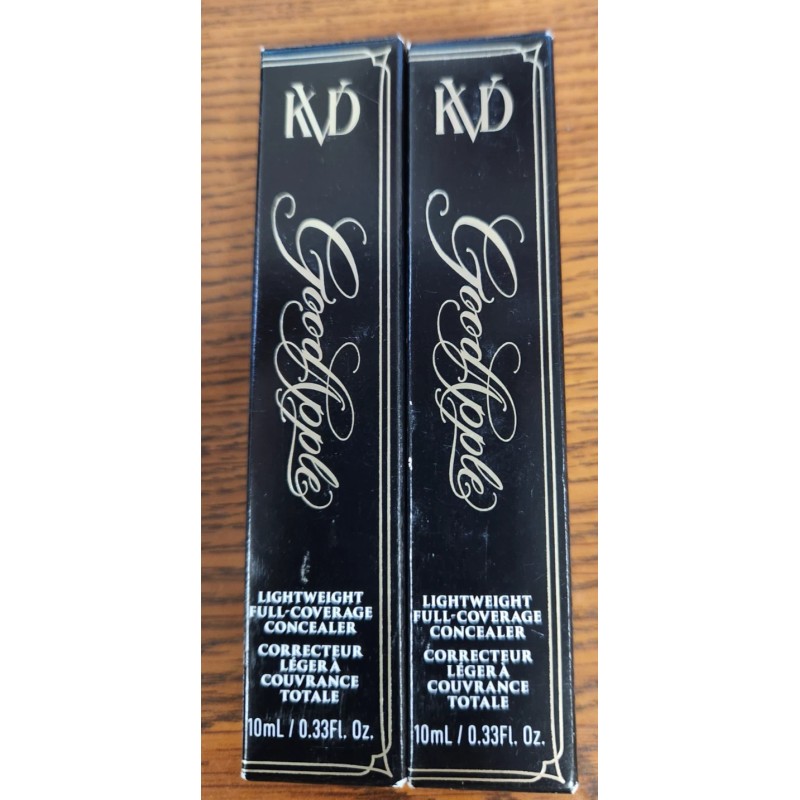 KVD
Good Apple
LIGHTWEIGHT
FULL-COVERAGE
CONCEALER
CORRECTEUR
LÉGER À
COUVRANCE
TOTALE
10mL / 0.33Fl. Oz.
KVD
Good Apple
LIGHTWEIGHT
FULL-COVERAGE
CONCEALER
CORRECTEUR
LÉGER À
COUVRANCE
TOTALE
10mL / 0.33Fl. Oz.